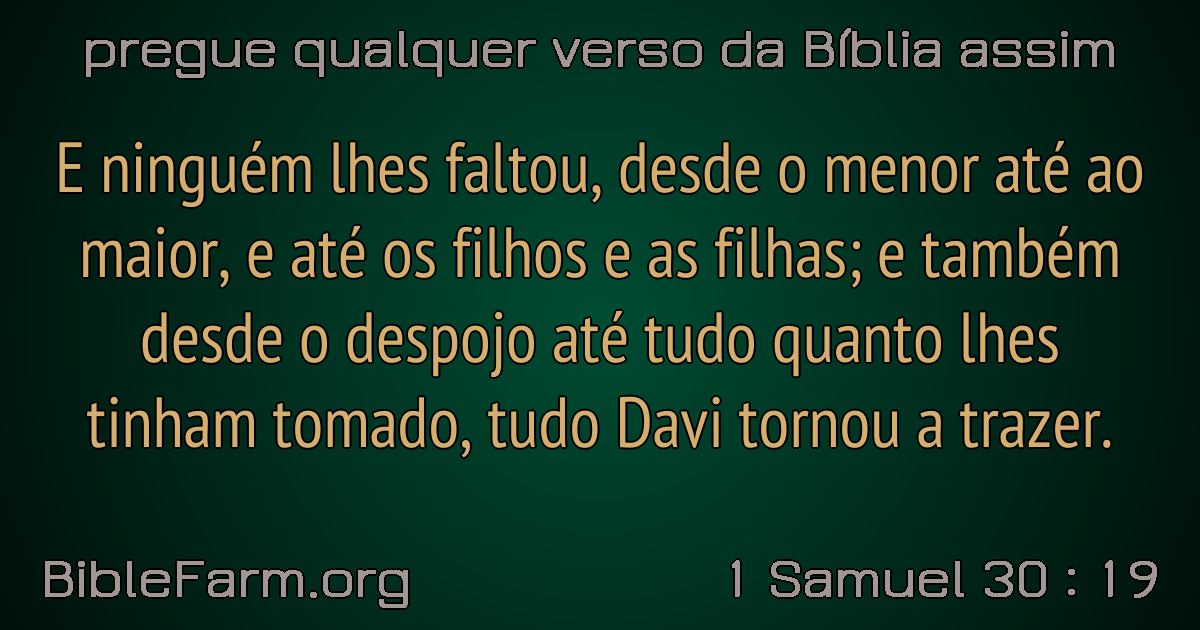 pregue qualquer verso da Bíblia assim
E ninguém lhes faltou, desde o menor até ao
maior, e até os filhos e as filhas; e também
desde o despojo até tudo quanto lhes
tinham tomado, tudo Davi tornou a trazer.
BibleFarm.org 1 Samuel 30 : 19